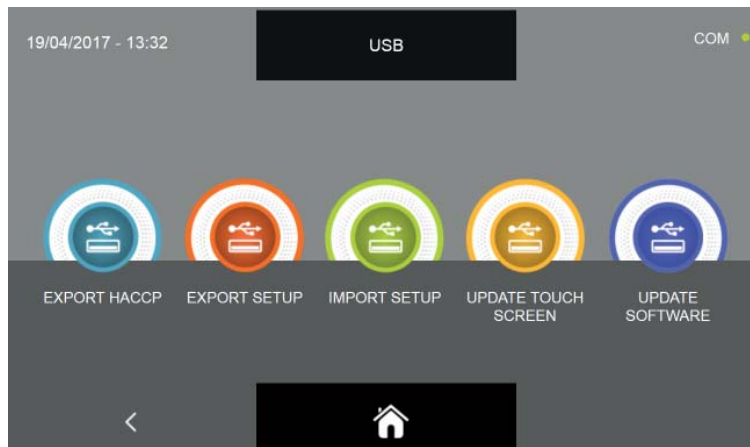 19/04/2017 - 13:32
USB
COM
EXPORT HACCP
EXPORT SETUP
IMPORT SETUP
UPDATE TOUCH
SCREEN
UPDATE
SOFTWARE